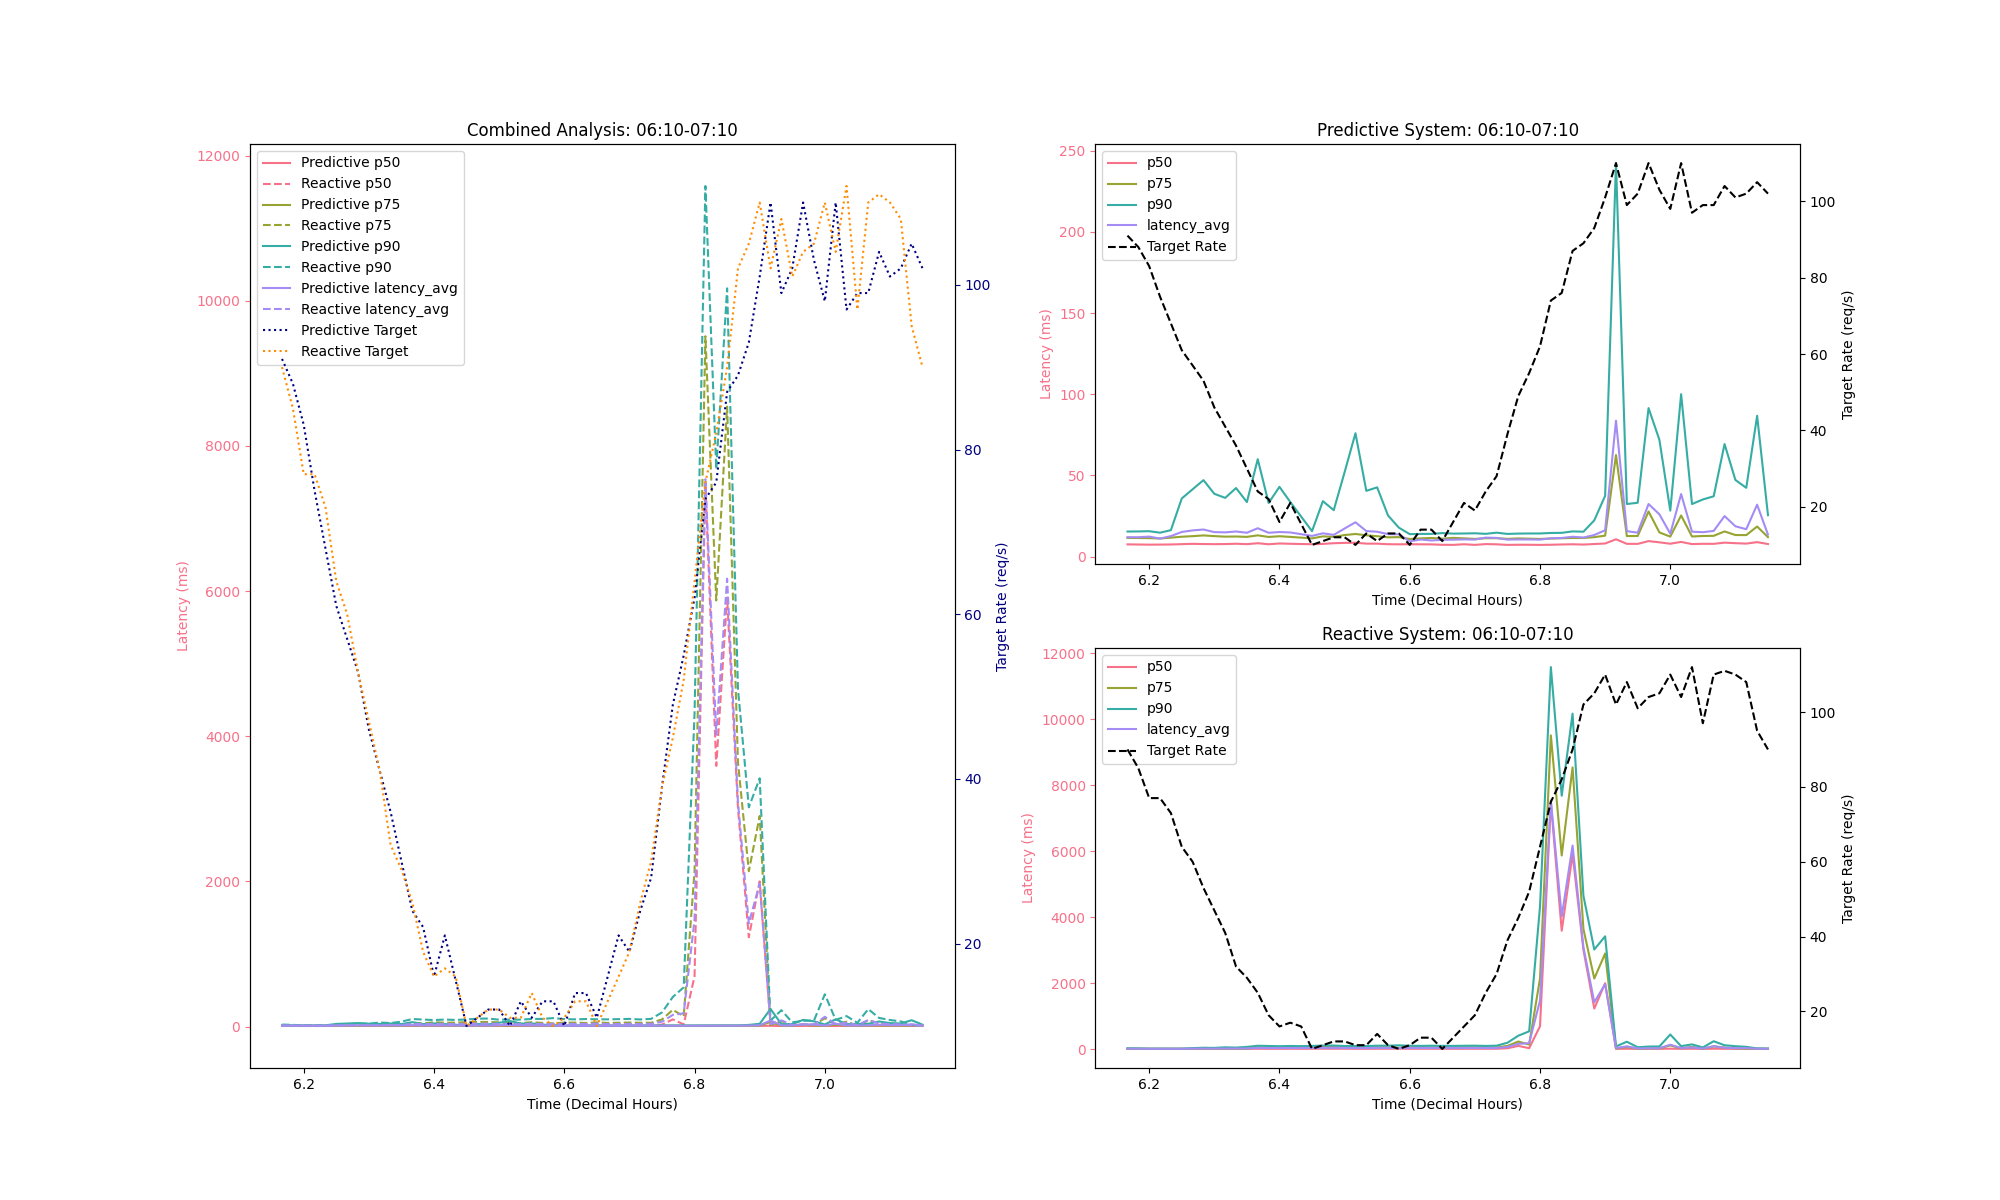 Combined Analysis: 06:10-07:10
12000
10000
8000
6000
4000
2000
0
Latency (ms)
Predictive p50
Reactive p50
Predictive p75
Reactive p75
Predictive p90
Reactive p90
Predictive latency_avg
Reactive latency_avg
Predictive Target
Reactive Target
100
80
60
40
20
Target Rate (req/s)
6.2 6.4 6.6 6.8 7.0
Time (Decimal Hours)
Predictive System: 06:10-07:10
250
200
150
100
50
0
Latency (ms)
p50
p75
p90
latency_avg
Target Rate
100
80
60
40
20
Target Rate (req/s)
6.2 6.4 6.6 6.8 7.0
Time (Decimal Hours)
Reactive System: 06:10-07:10
12000
10000
8000
6000
4000
2000
0
Latency (ms)
p50
p75
p90
latency_avg
Target Rate
100
80
60
40
20
Target Rate (req/s)
6.2 6.4 6.6 6.8 7.0
Time (Decimal Hours)